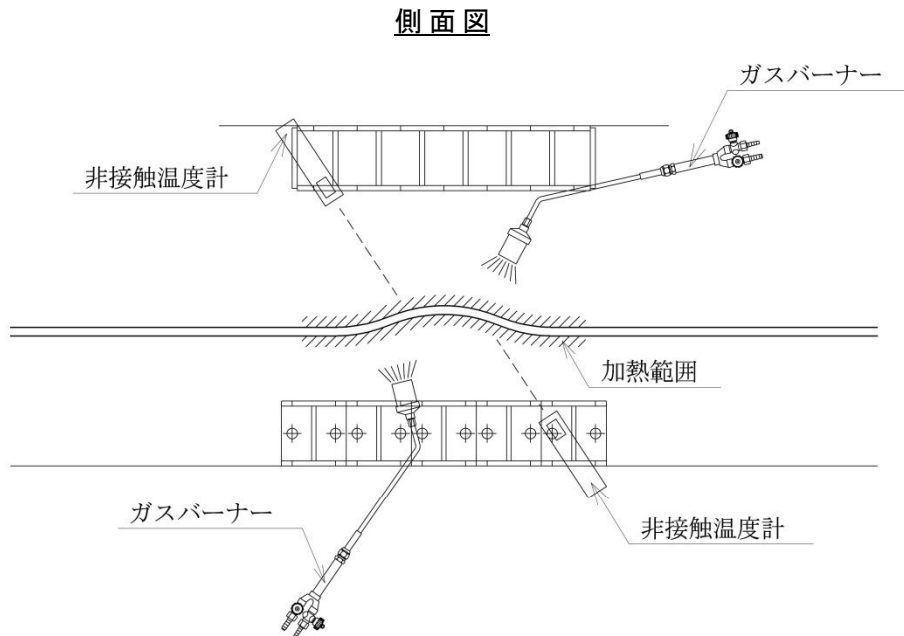 側面図
ガスバーナー
非接触温度計
加熱範囲
ガスバーナー
非接触温度計